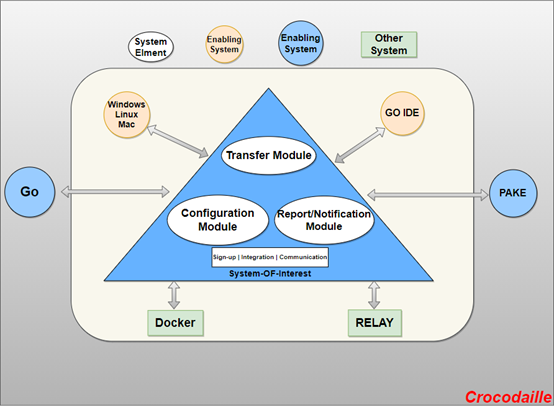 System
Elment
Enabling
System
Enabling
System
Other
System
Windows
Linux
Mac
GO IDE
Transfer Module
Go
PAKE
Configuration
Module
Report/Notification
Module
Sign-up | Integration | Communication
System-OF-Interest
Docker
RELAY
Crocodaille